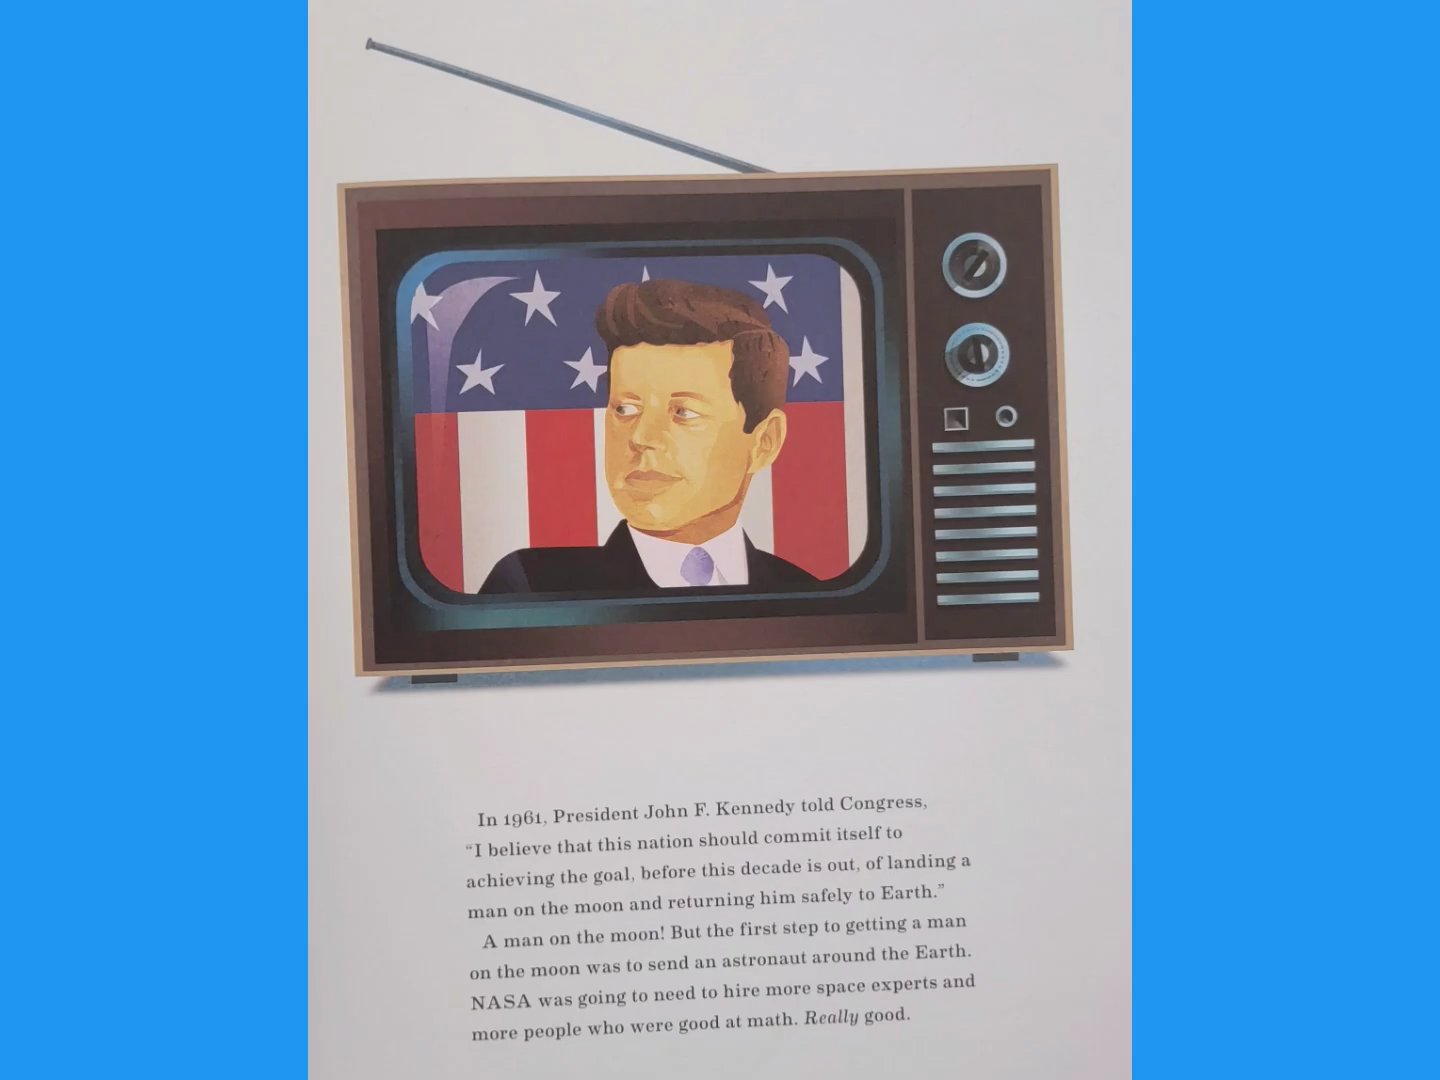 In 1961, President John F. Kennedy told Congress,
“I believe that this nation should commit itself to
achieving the goal, before this decade is out, of landing a
man on the moon and returning him safely to Earth.”
A man on the moon! But the first step to getting a man
on the moon was to send an astronaut around the Earth.
NASA was going to need to hire more space experts and
more people who were good at math. Really good.